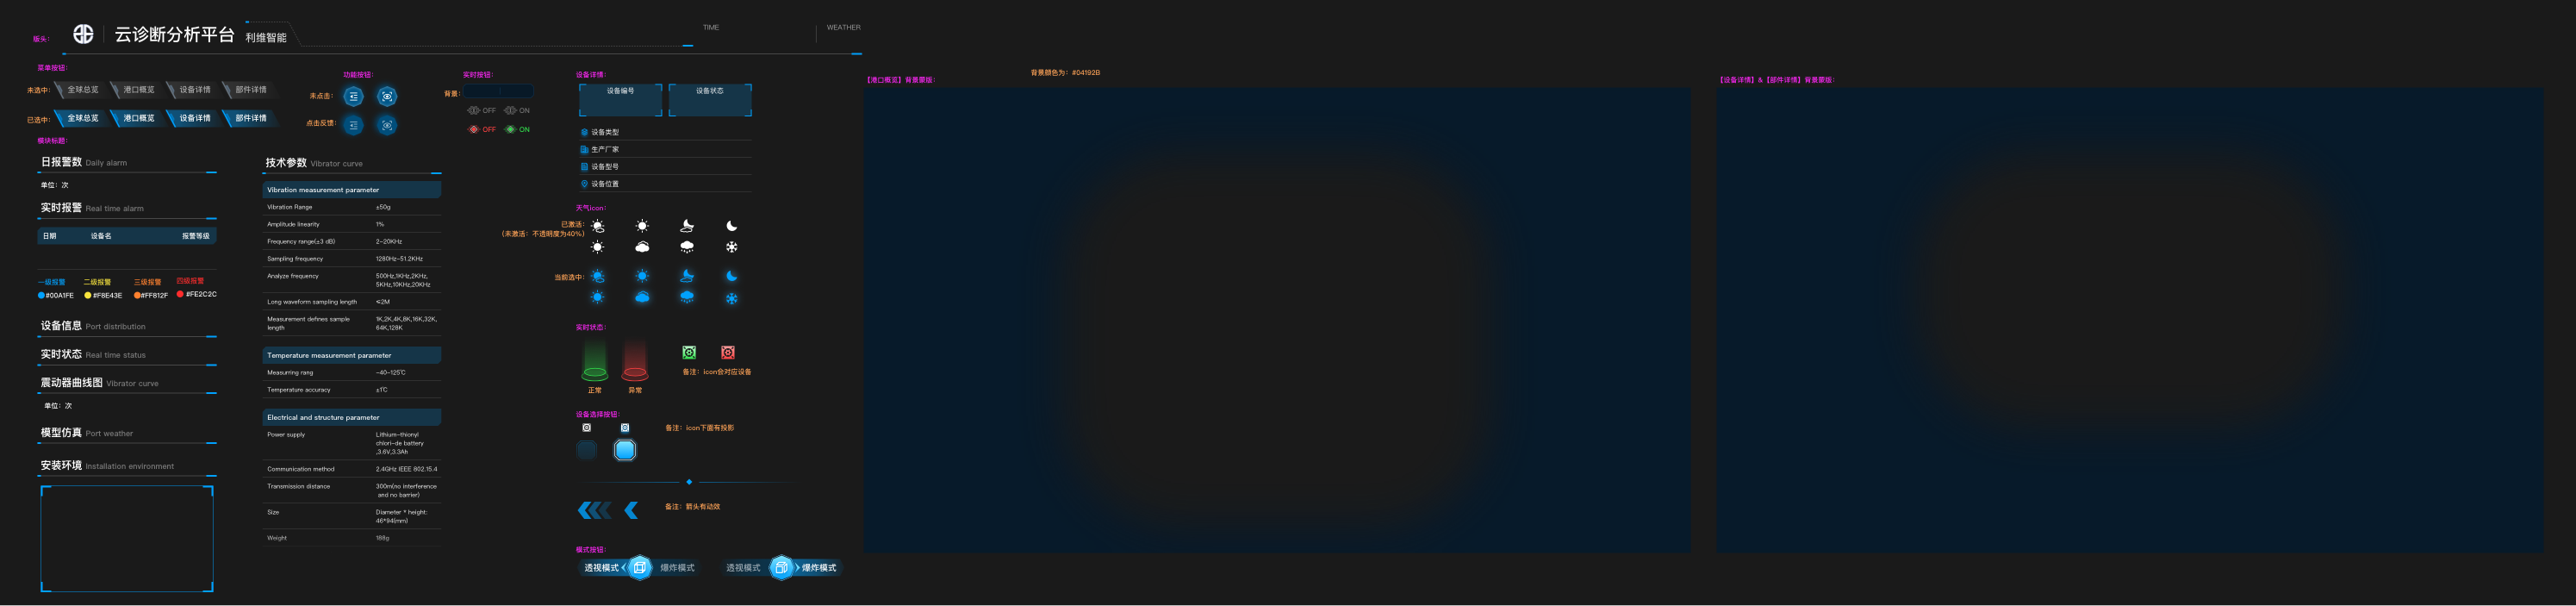 版头：
云诊断分析平台
利维智能
TIME
WEATHER
菜单按钮：
未选中：
全球总览
港口概览
设备详情
部件详情
已选中：
全球总览
港口概览
设备详情
部件详情
功能按钮：
未点击：
点击反馈：
实时按钮：
背景：
OFF
ON
OFF
ON
模块标题：
日报警数 Daily alarm
单位：次
实时报警 Real time alarm
日期
设备名
报警等级
一级报警
二级报警
三级报警
四级报警
#00A1FE
#F8E43E
#FF812F
#FE2C2C
设备信息 Port distribution
实时状态 Real time status
震动器曲线图 Vibrator curve
单位：次
模型仿真 Port weather
安装环境 Installation environment
技术参数 Vibrator curve
Vibration measurement parameter
Vibration Range
±50g
Amplitude linearity
1%
Frequency range(±3 dB)
2~20KHz
Sampling frequency
1280Hz~51.2KHz
Analyze frequency
500Hz,1KHz,2KHz,
5KHz,10KHz,20KHz
Long waveform sampling length
≤2M
Measurement defines sample
length
1K,2K,4K,8K,16K,32K,
64K,128K
Temperature measurement parameter
Measurring rang
-40~125℃
Temperature accuracy
±1℃
Electrical and structure parameter
Power supply
Lithium-thionyl
chlori-de battery
,3.6V,3.3Ah
Communication method
2.4GHz IEEE 802.15.4
Transmission distance
300m(no interference
and no barrier)
Size
Diameter * height:
46*94(mm)
Weight
188g
设备详情：
设备编号
设备状态
设备类型
生产厂家
设备型号
设备位置
天气icon：
已激活：
（未激活：不透明度为40%）
当前选中：
实时状态：
正常
异常
备注：icon会对应设备
设备选择按钮：
备注：icon下面有投影
备注：箭头有动效
模式按钮：
透视模式
爆炸模式
透视模式
爆炸模式
【港口概览】背景蒙版：
背景颜色为：#04192B
【设备详情】&【部件详情】背景蒙版：